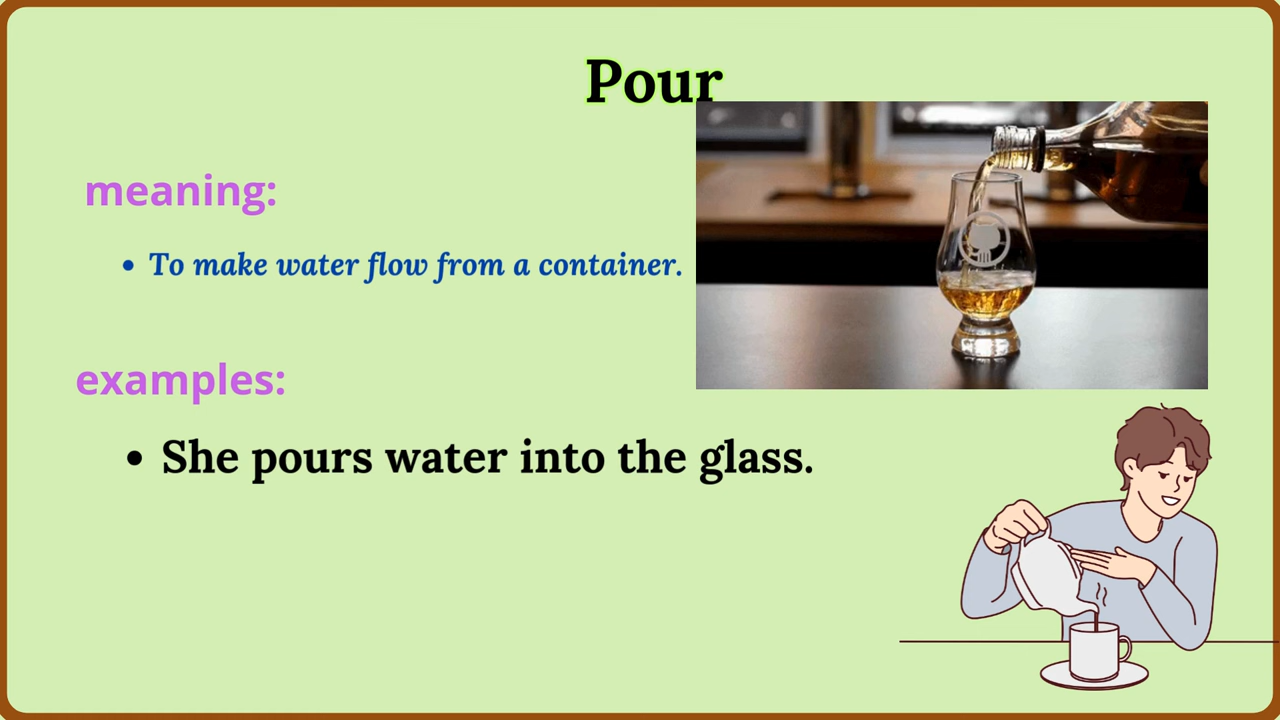 Pour
meaning:
• To make water flow from a container.
examples:
• She pours water into the glass.